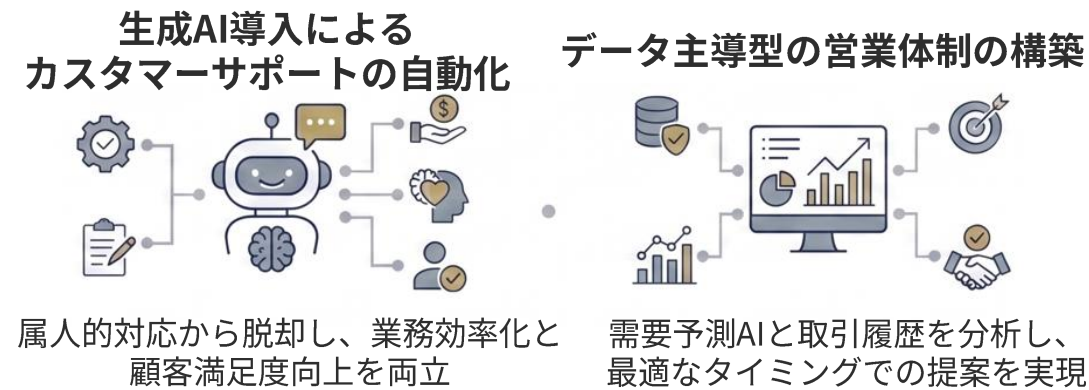 生成AI導入による
カスタマーサポートの自動化
属人的対応から脱却し、業務効率化と
顧客満足度向上を両立
データ主導型の営業体制の構築
需要予測AIと取引履歴を分析し、
最適なタイミングでの提案を実現